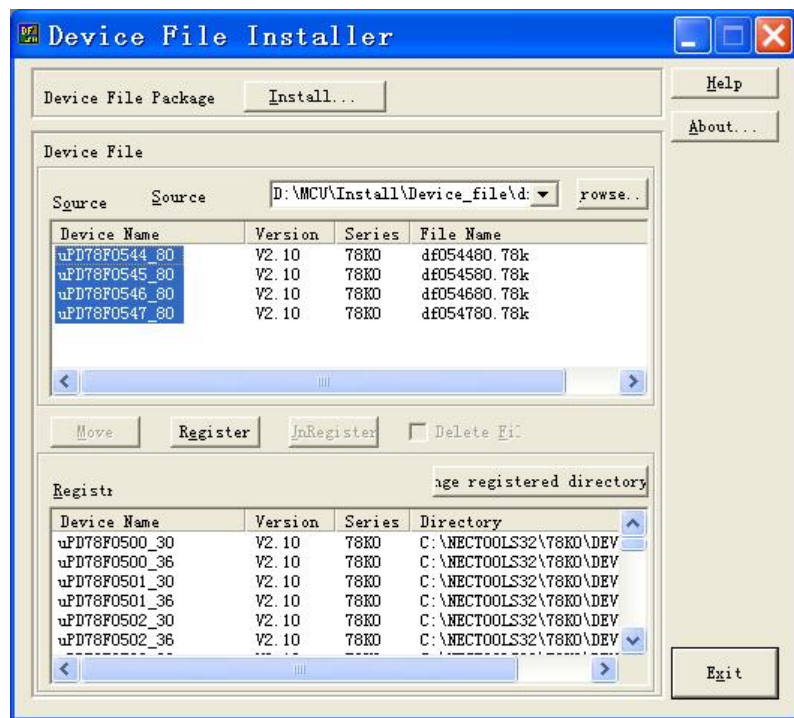 Device File Installer
Help
Device File Package Install...
About...
Device File
Source Source D:\MCU\Install\Device_file\d: rowse..
Device Name Version Series File Name
uPD78F0544_80 V2.10 78K0 df054480.78k
uPD78F0545_80 V2.10 78K0 df054580.78k
uPD78F0546_80 V2.10 78K0 df054680.78k
uPD78F0547_80 V2.10 78K0 df054780.78k
Move Register UnRegister Delete Fi
Registr nge registered directory
Device Name Version Series Directory
uPD78F0500_30 V2.10 78K0 C:\NECTOOLS32\78K0\DEV
uPD78F0500_36 V2.10 78K0 C:\NECTOOLS32\78K0\DEV
uPD78F0501_30 V2.10 78K0 C:\NECTOOLS32\78K0\DEV
uPD78F0501_36 V2.10 78K0 C:\NECTOOLS32\78K0\DEV
uPD78F0502_30 V2.10 78K0 C:\NECTOOLS32\78K0\DEV
uPD78F0502_36 V2.10 78K0 C:\NECTOOLS32\78K0\DEV
Exit